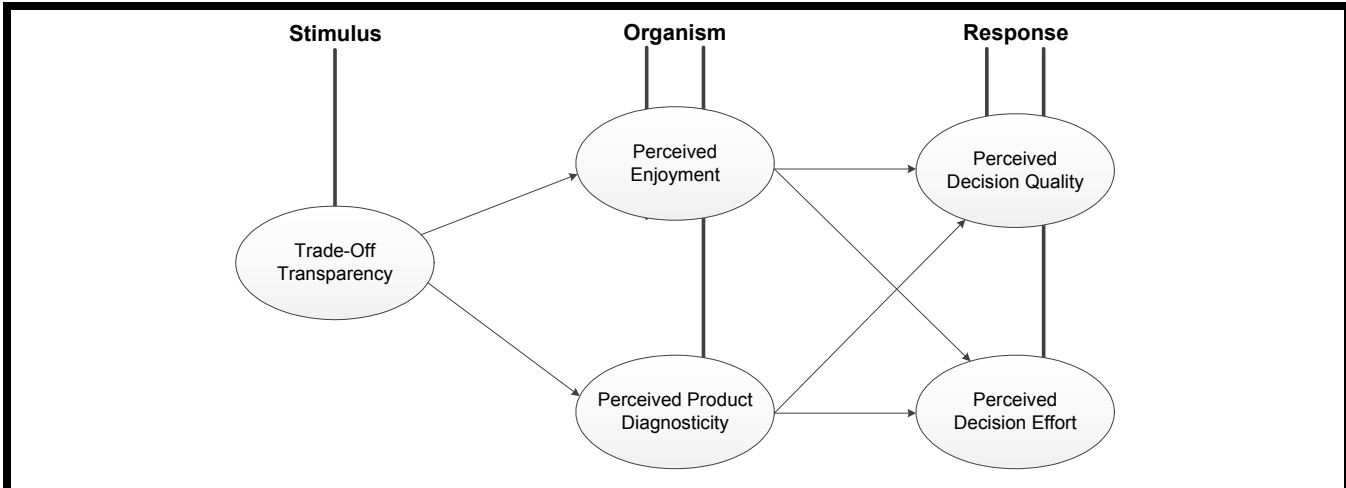 Stimulus
Organism
Response
Perceived
Enjoyment
Perceived
Decision Quality
Trade-Off
Transparency
Perceived Product
Diagnosticity
Perceived
Decision Effort